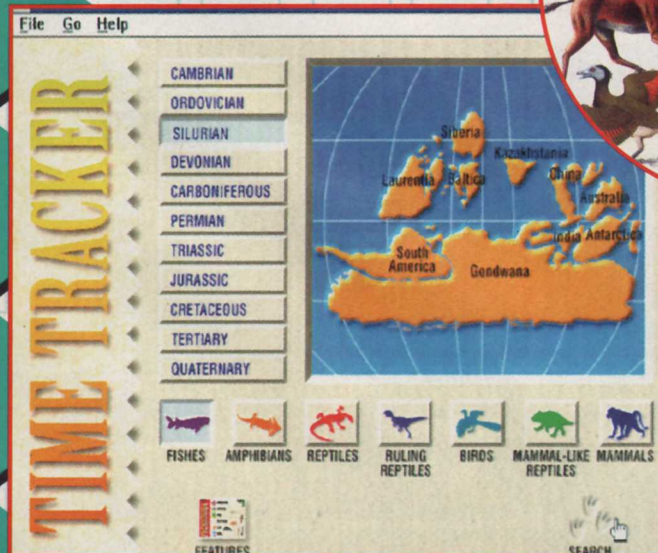 File Go Help
TIME TRACKER
CAMBRIAN
ORDOVICIAN
SILURIAN
DEVONIAN
CARBONIFEROUS
PERMIAN
TRIASSIC
JURASSIC
CRETACEOUS
TERTIARY
QUATERNARY
Siberia
Kazakhstania
Laurentia
Baltica
China
Australia
India
Antarctica
South
America
Gondwana
FISHES
AMPHIBIANS
REPTILES
RULING
REPTILES
BIRDS
MAMMAL-LIKE
REPTILES
MAMMALS
FEATURES
SEARCH